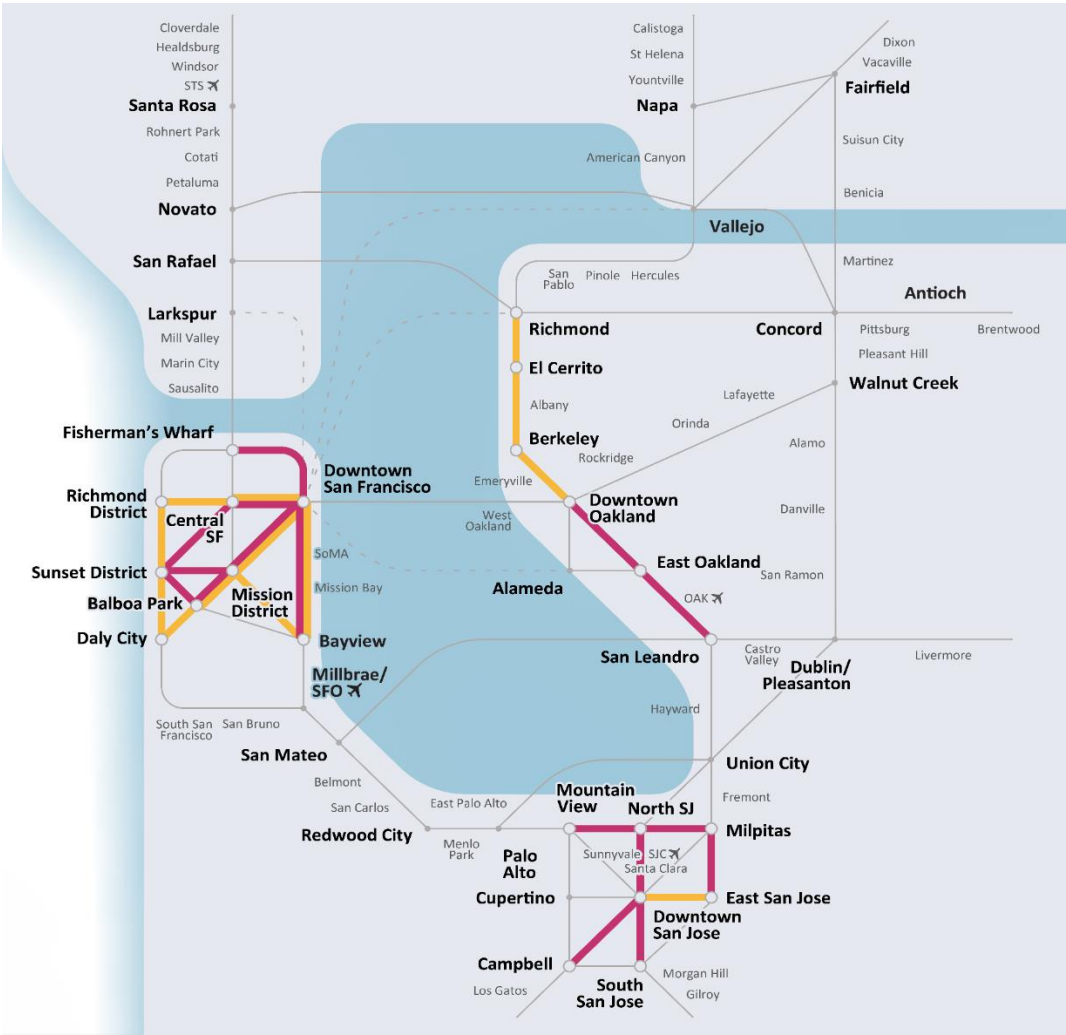 Cloverdale
Healdsburg
Windsor
STS
Santa Rosa
Rohnert Park
Cotati
Petaluma
Novato
San Rafael
Larkspur
Mill Valley
Marin City
Sausalito
Calistoga
St Helena
Yountville
Napa
American Canyon
Dixon
Vacaville
Fairfield
Suisun City
Benicia
Vallejo
Martinez
San
Pablo
Pinole
Hercules
Antioch
Richmond
Concord
Pittsburg
Brentwood
Pleasant Hill
El Cerrito
Walnut Creek
Albany
Lafayette
Orinda
Berkeley
Rockridge
Alamo
Emeryville
Fisherman's Wharf
Downtown
San Francisco
Richmond
District
Central
SF
West
Oakland
Downtown
Oakland
Danville
SoMA
Sunset District
Mission Bay
Mission
District
Balboa Park
Alameda
East Oakland
OAK
San Ramon
Daly City
Bayview
San Leandro
Castro
Valley
Dublin/
Pleasanton
Livermore
Millbrae/
SFO
South San
Francisco
San Bruno
Hayward
San Mateo
Union City
Belmont
San Carlos
East Palo Alto
Mountain
View
North SJ
Fremont
Redwood City
Menlo
Park
Palo
Alto
Milpitas
Sunnyvale
SJC
Santa Clara
Cupertino
Downtown
San Jose
East San Jose
Campbell
South
San Jose
Morgan Hill
Gilroy
Los Gatos